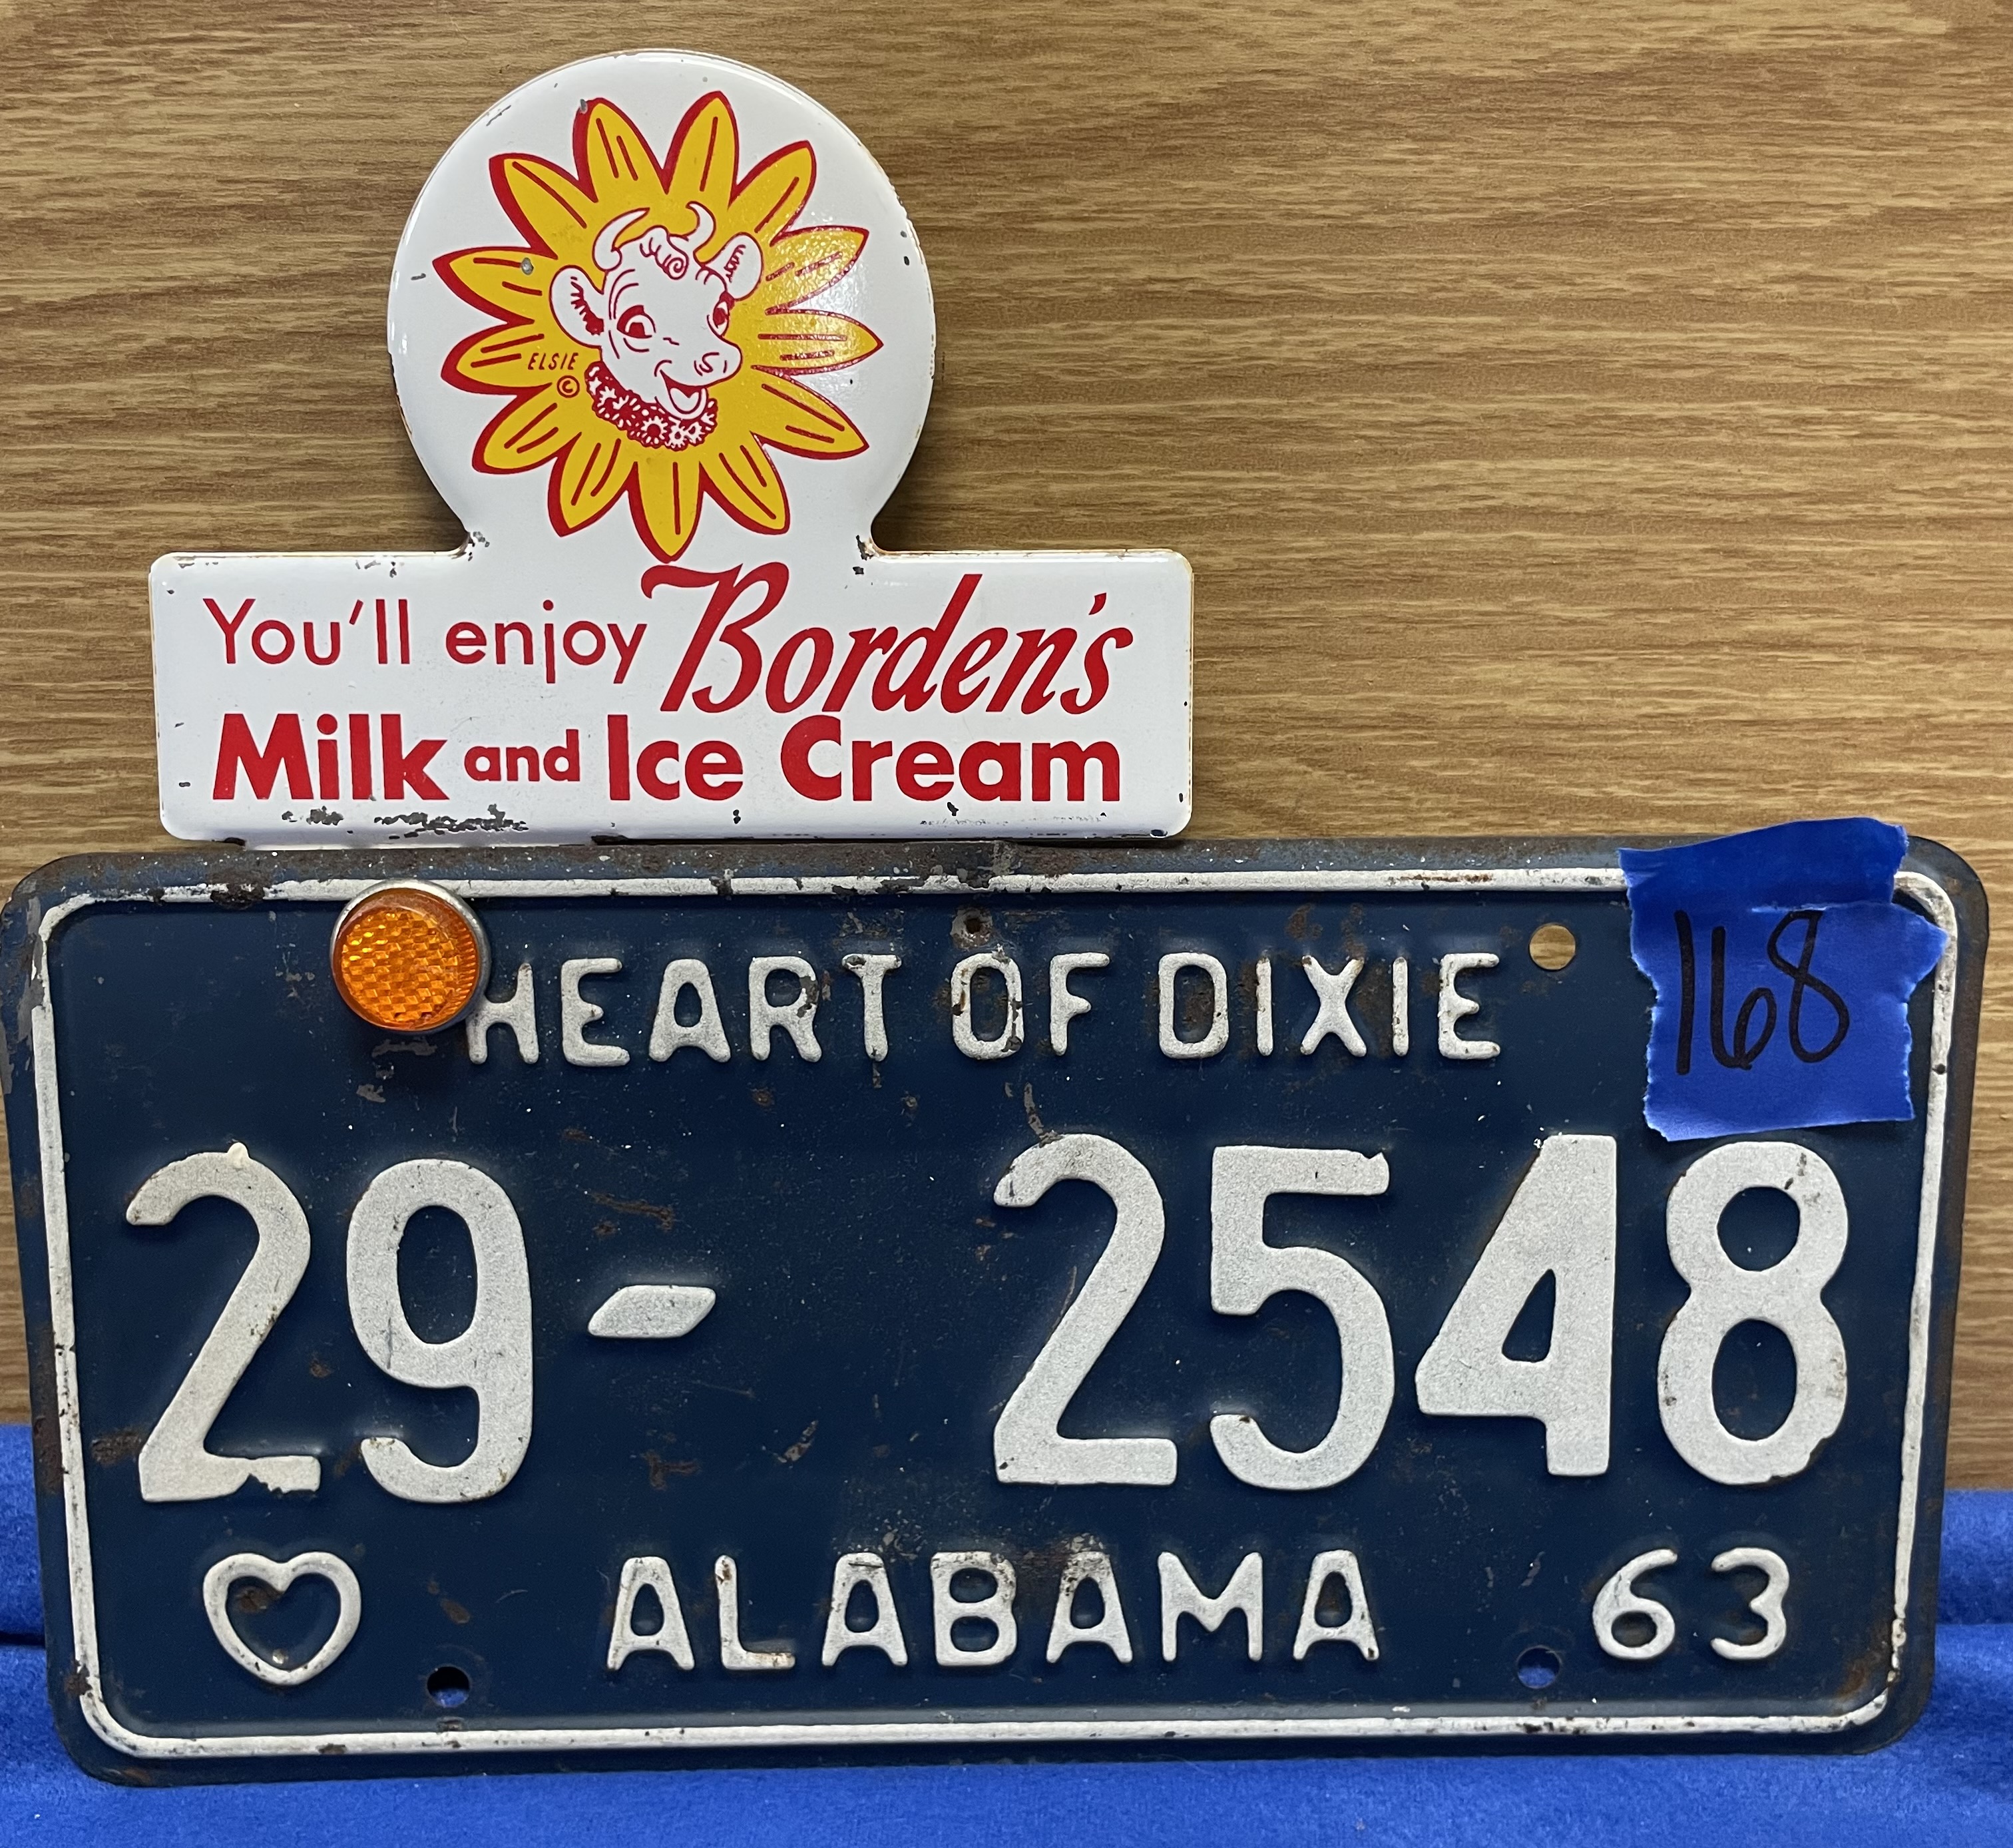 ELSIE
©
You'll enjoy Borden's
Milk and Ice Cream
HEART OF DIXIE
168
29- 2548
ALABAMA 63